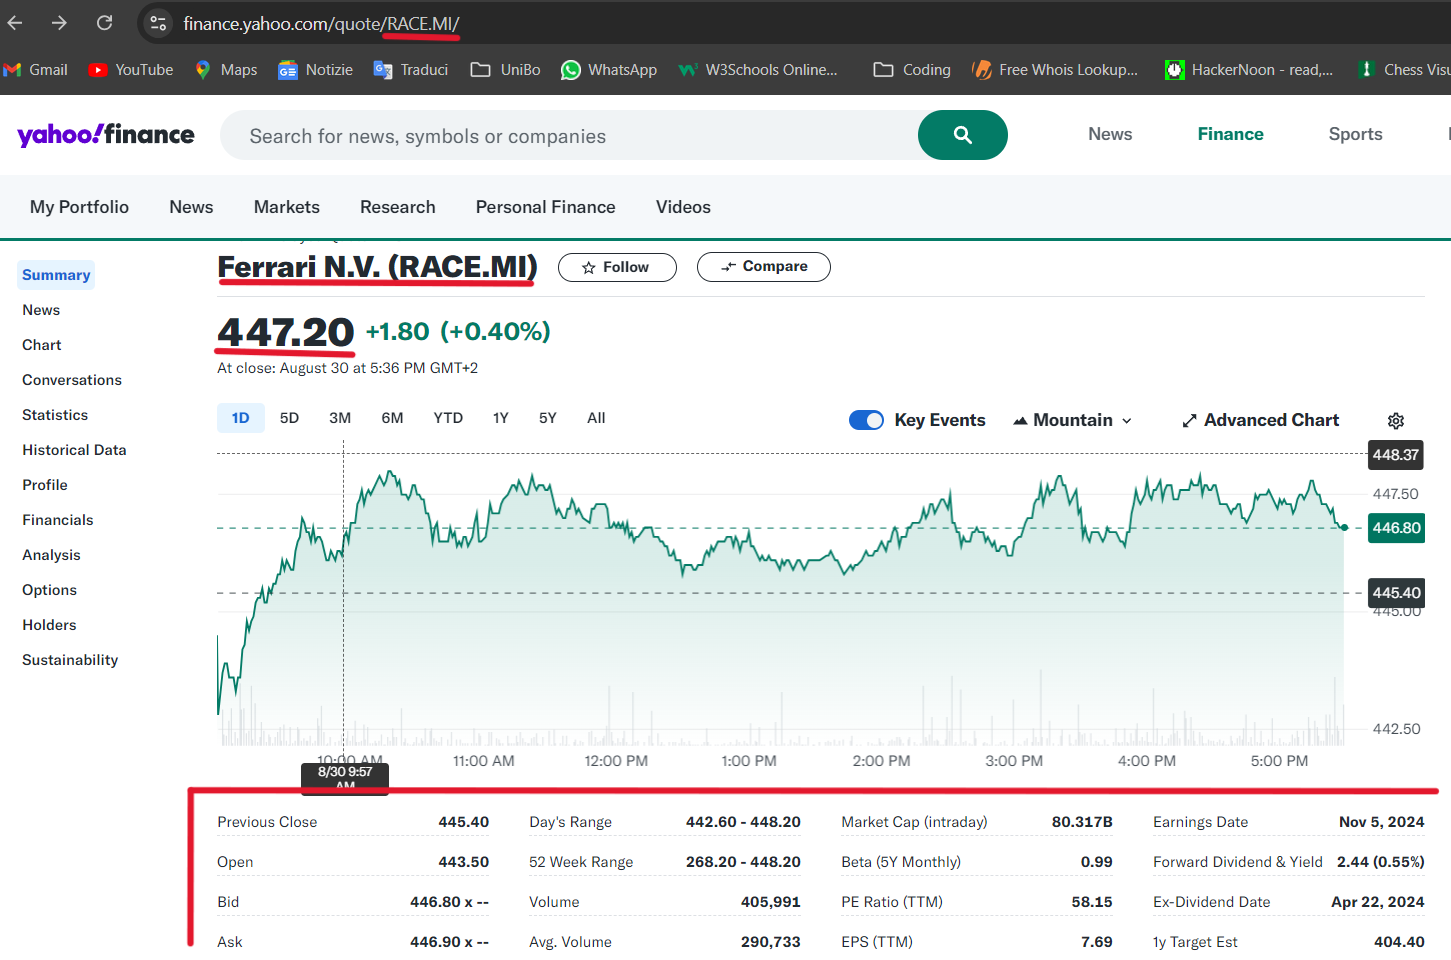 finance.yahoo.com/quote/RACE.MI/
Gmail YouTube Maps Notizie Traduci UniBo WhatsApp W3Schools Online... Coding Free Whois Lookup... HackerNoon - read,... Chess Visu
yahoo!finance Search for news, symbols or companies News Finance Sports
My Portfolio News Markets Research Personal Finance Videos
Summary
News
Chart
Conversations
Statistics
Historical Data
Profile
Financials
Analysis
Options
Holders
Sustainability
Ferrari N.V. (RACE.MI) Follow Compare
447.20 +1.80 (+0.40%)
At close: August 30 at 5:36 PM GMT+2
1D 5D 3M 6M YTD 1Y 5Y All Key Events Mountain Advanced Chart
448.37
447.50
446.80
445.40
445.00
442.50
10:00 AM 11:00 AM 12:00 PM 1:00 PM 2:00 PM 3:00 PM 4:00 PM 5:00 PM
8/30 9:57
AM
Previous Close 445.40 Day's Range 442.60 - 448.20 Market Cap (intraday) 80.317B Earnings Date Nov 5, 2024
Open 443.50 52 Week Range 268.20 - 448.20 Beta (5Y Monthly) 0.99 Forward Dividend & Yield 2.44 (0.55%)
Bid 446.80 x -- Volume 405,991 PE Ratio (TTM) 58.15 Ex-Dividend Date Apr 22, 2024
Ask 446.90 x -- Avg. Volume 290,733 EPS (TTM) 7.69 1y Target Est 404.40